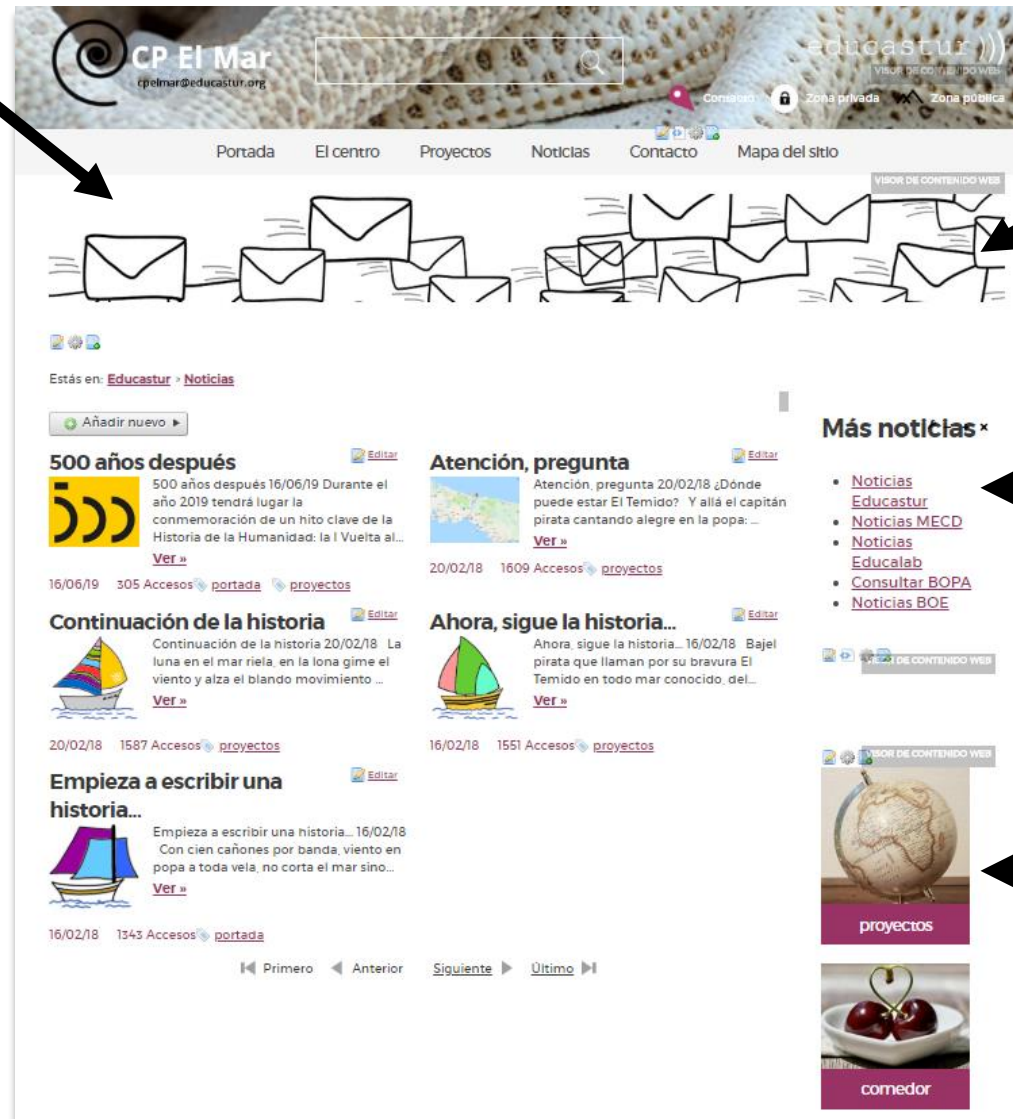 CP El Mar
cpelmar@educastur.org
educastur )))
VISOR DE CONTENIDO WEB
Contacto
Zona privada
Zona pública
Portada
El centro
Proyectos
Noticias
Contacto
Mapa del sitio
VISOR DE CONTENIDO WEB
Estás en: Educastur > Noticias
Añadir nuevo
500 años después
Editar
500 años después 16/06/19 Durante el
año 2019 tendrá lugar la
conmemoración de un hito clave de la
Historia de la Humanidad: la I Vuelta al...
Ver »
16/06/19 305 Accesos portada proyectos
Atención, pregunta
Editar
Atención, pregunta 20/02/18 ¿Dónde
puede estar El Temido? Y allá el capitán
pirata cantando alegre en la popa: ...
Ver »
20/02/18 1609 Accesos proyectos
Continuación de la historia
Editar
Continuación de la historia 20/02/18 La
luna en el mar riela, en la lona gime el
viento y alza el blando movimiento ...
Ver »
20/02/18 1587 Accesos proyectos
Ahora, sigue la historia...
Editar
Ahora, sigue la historia... 16/02/18 Bajel
pirata que llaman por su bravura El
Temido en todo mar conocido, del...
Ver »
16/02/18 1551 Accesos proyectos
Empieza a escribir una
historia...
Editar
Empieza a escribir una historia... 16/02/18
Con cien cañones por banda, viento en
popa a toda vela, no corta el mar sino...
Ver »
16/02/18 1343 Accesos portada
Primero
Anterior
Siguiente
Último
Más noticias
Noticias
Educastur
Noticias MECD
Noticias
Educalab
Consultar BOPA
Noticias BOE
VISOR DE CONTENIDO WEB
VISOR DE CONTENIDO WEB
proyectos
comedor